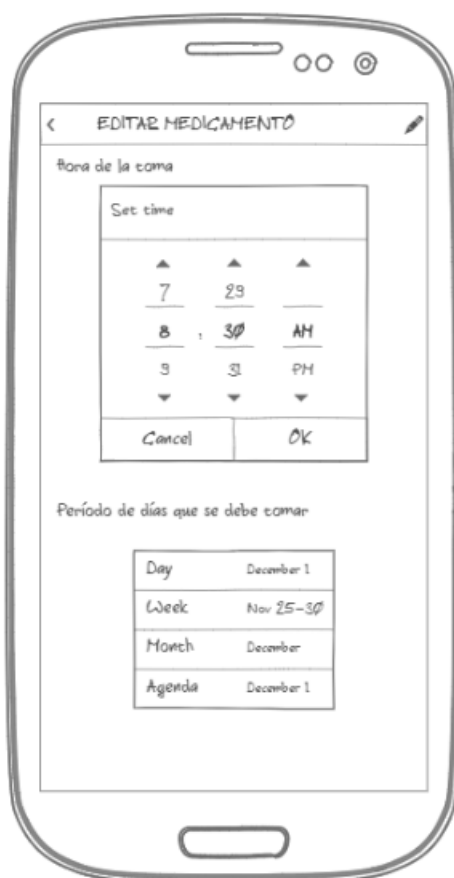 < EDITAR MEDICAMENTO
Hora de la toma
Set time
7 29
8 , 30 AM
9 31 PM
Cancel OK
Período de días que se debe tomar
Day December 1
Week Nov 25-30
Month December
Agenda December 1